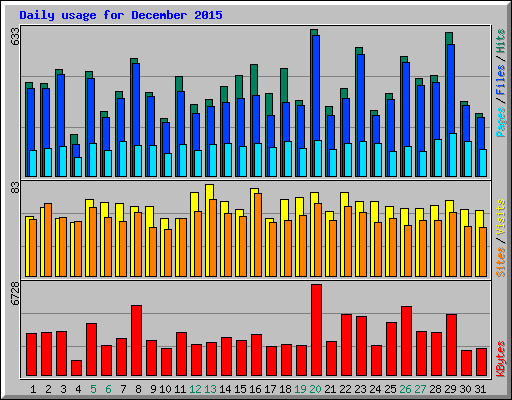 Daily usage for December 2015
633
Pages / Files / Hits
83
Sites / Visits
6728
KBytes
1 2 3 4 5 6 7 8 9 10 11 12 13 14 15 16 17 18 19 20 21 22 23 24 25 26 27 28 29 30 31